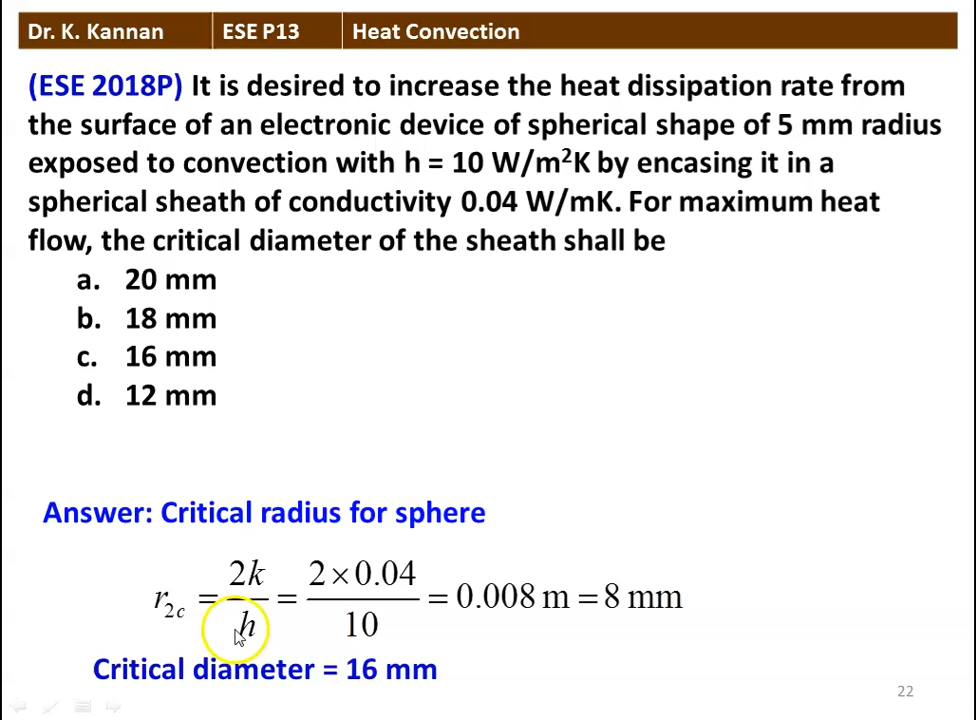 Dr. K. Kannan ESE P13 Heat Convection
(ESE 2018P) It is desired to increase the heat dissipation rate from
the surface of an electronic device of spherical shape of 5 mm radius
exposed to convection with h = 10 W/m²K by encasing it in a
spherical sheath of conductivity 0.04 W/mK. For maximum heat
flow, the critical diameter of the sheath shall be
a. 20 mm
b. 18 mm
c. 16 mm
d. 12 mm
Answer: Critical radius for sphere
r₂c = 2k/h = 2 × 0.04/10 = 0.008 m = 8 mm
Critical diameter = 16 mm
22